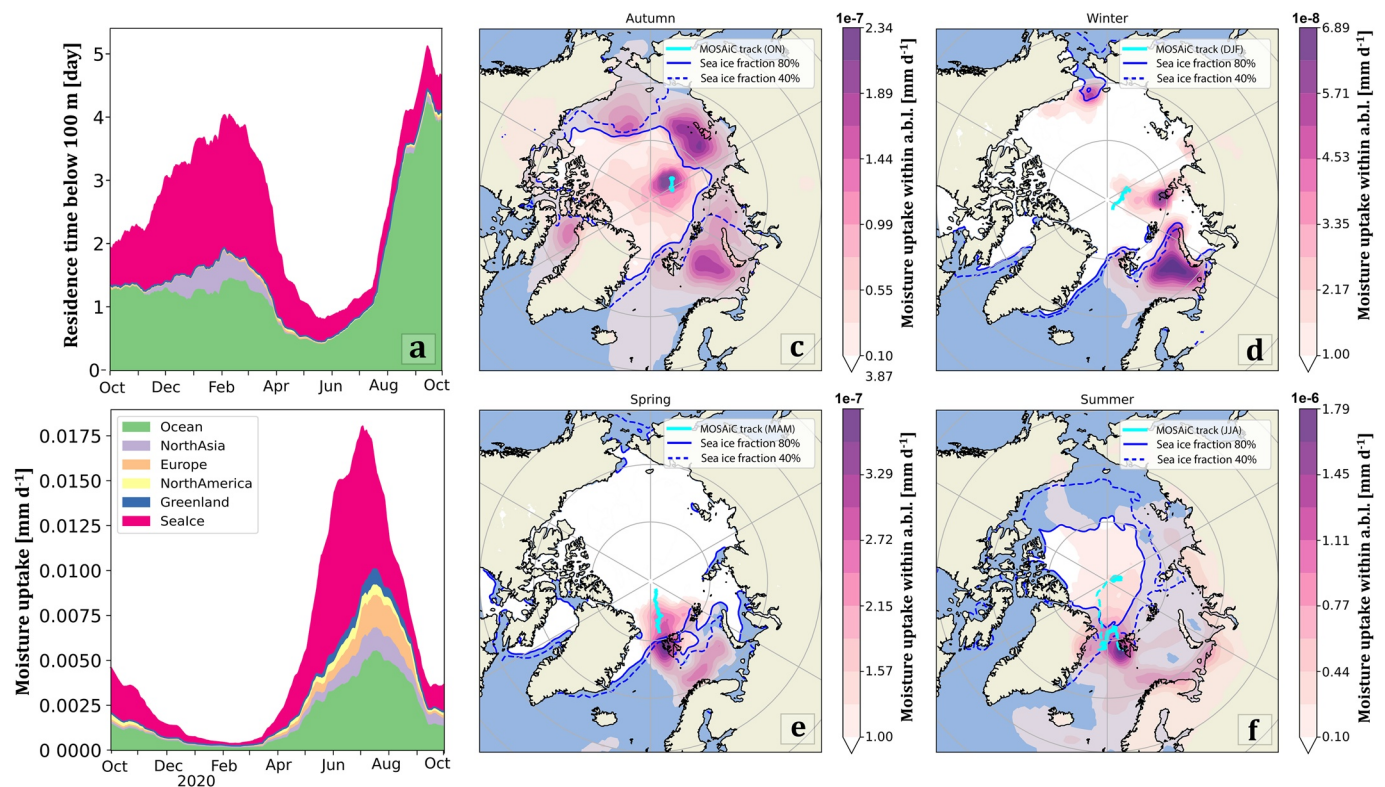 Residence time below 100 m [day]
5
4
3
2
1
0
Oct Dec Feb Apr Jun Aug Oct
a
Moisture uptake [mm d⁻¹]
0.0175
0.0150
0.0125
0.0100
0.0075
0.0050
0.0025
0 0000
Oct Dec Feb Apr Jun Aug Oct
2020
Ocean
NorthAsia
Europe
NorthAmerica
Greenland
SeaIce
Autumn
MOSAiC track (ON)
Sea ice fraction 80%
Sea ice fraction 40%
c
1e-7
2.34
1.89
1.44
0.99
0.55
0.10
Moisture uptake within a.b.l. [mm d⁻¹]
Winter
MOSAiC track (DJF)
Sea ice fraction 80%
Sea ice fraction 40%
d
1e-8
6.89
5.71
4.53
3.35
2.17
1.00
Moisture uptake within a.b.l. [mm d⁻¹]
Spring
MOSAiC track (MAM)
Sea ice fraction 80%
Sea ice fraction 40%
e
3.87
1e-7
3.29
2.72
2.15
1.57
1.00
Moisture uptake within a.b.l. [mm d⁻¹]
Summer
MOSAiC track (JJA)
Sea ice fraction 80%
Sea ice fraction 40%
f
1e-6
1.79
1.45
1.11
0.77
0.44
0.10
Moisture uptake within a.b.l. [mm d⁻¹]